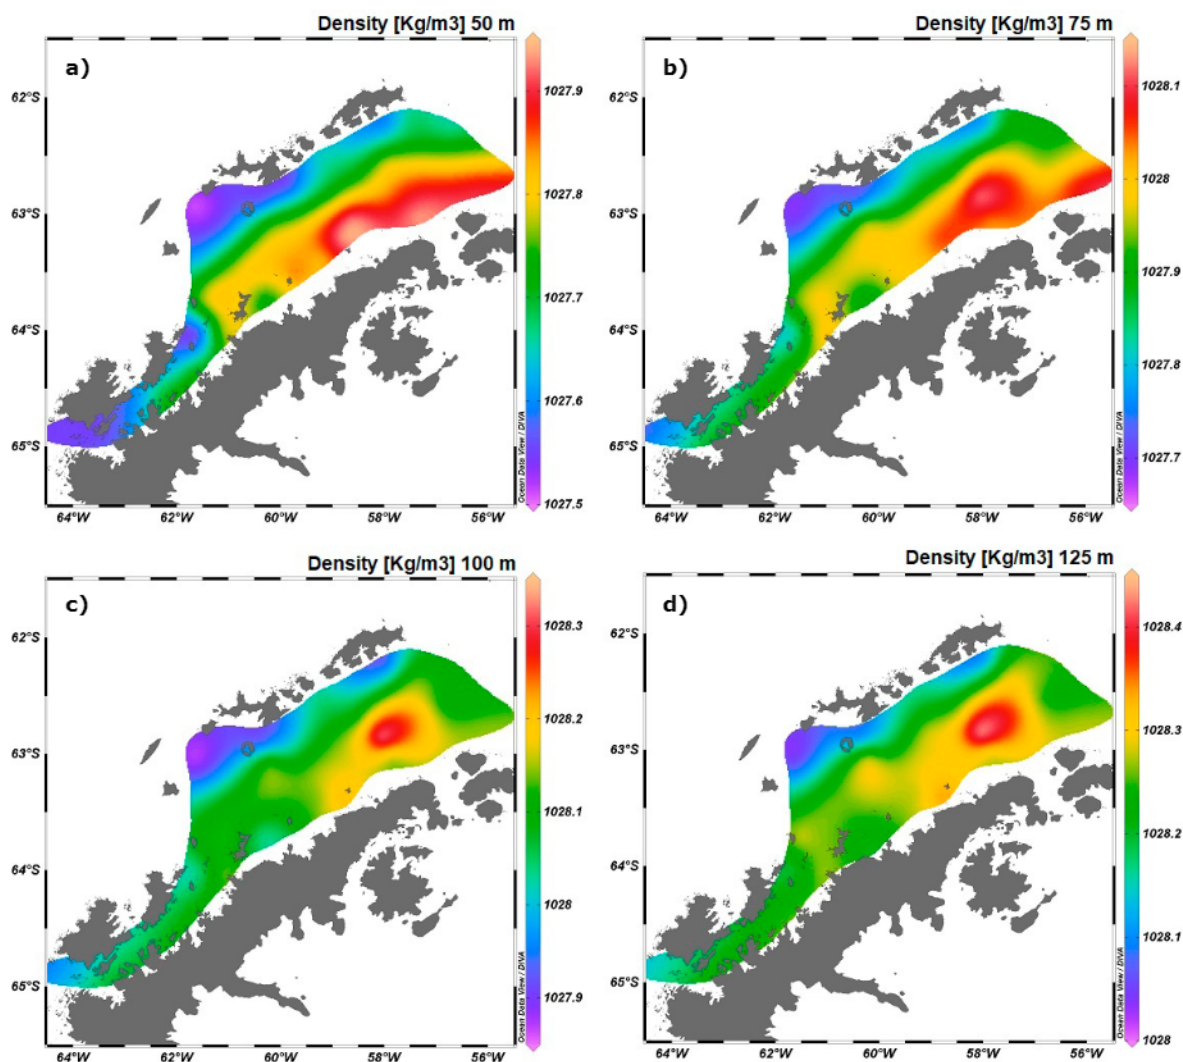 Density [Kg/m3] 50 m
a)
62°S
63°S
64°S
65°S
64°W
62°W
60°W
58°W
56°W
1027.9
1027.8
1027.7
1027.6
1027.5
Ocean Data View / DIVA
Density [Kg/m3] 75 m
b)
62°S
63°S
64°S
65°S
64°W
62°W
60°W
58°W
56°W
1028.1
1028
1027.9
1027.8
1027.7
Ocean Data View / DIVA
Density [Kg/m3] 100 m
c)
62°S
63°S
64°S
65°S
64°W
62°W
60°W
58°W
56°W
1028.3
1028.2
1028.1
1028
1027.9
Ocean Data View / DIVA
Density [Kg/m3] 125 m
d)
62°S
63°S
64°S
65°S
64°W
62°W
60°W
58°W
56°W
1028.4
1028.3
1028.2
1028.1
1028
Ocean Data View / DIVA